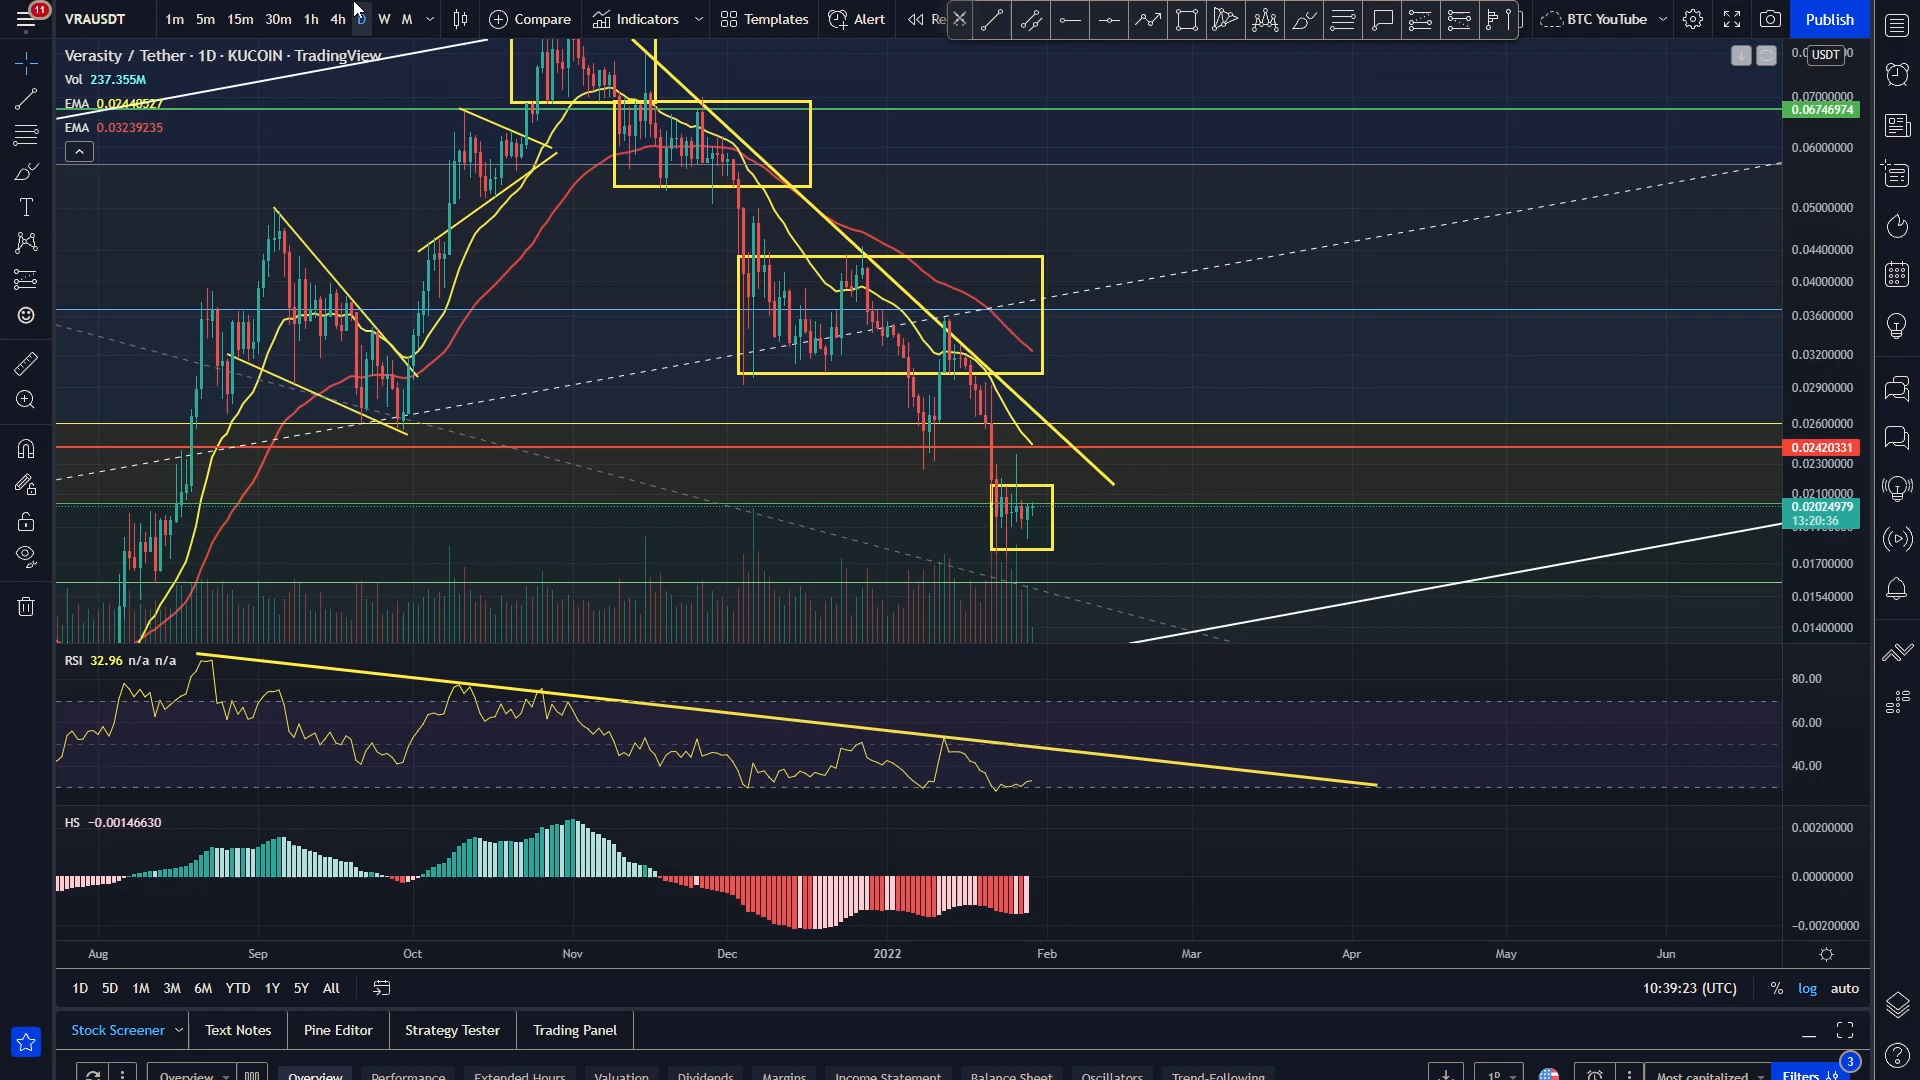 11
VRAUSDT 1m 5m 15m 30m 1h 4h D W M Compare Indicators Templates Alert Re BTC YouTube Publish
Verasity / Tether · 1D · KUCOIN · TradingView
Vol 237.355M
EMA 0.02440527
EMA 0.03239235
USDT
0.07000000
0.06746974
0.06000000
0.05000000
0.04400000
0.04000000
0.03600000
0.03200000
0.02900000
0.02600000
0.02420331
0.02300000
0.02100000
0.02024979
13:20:36
0.01700000
0.01540000
0.01400000
RSI 32.96 n/a n/a
80.00
60.00
40.00
HS −0.00146630
0.00200000
0.00000000
−0.00200000
Aug Sep Oct Nov Dec 2022 Feb Mar Apr May Jun
1D 5D 1M 3M 6M YTD 1Y 5Y All 10:39:23 (UTC) % log auto
Stock Screener Text Notes Pine Editor Strategy Tester Trading Panel
3
Overview Overview Performance Extended Hours Valuation Dividends Margins Income Statement Balance Sheet Oscillators Trend-Following 1D Most capitalized Filters